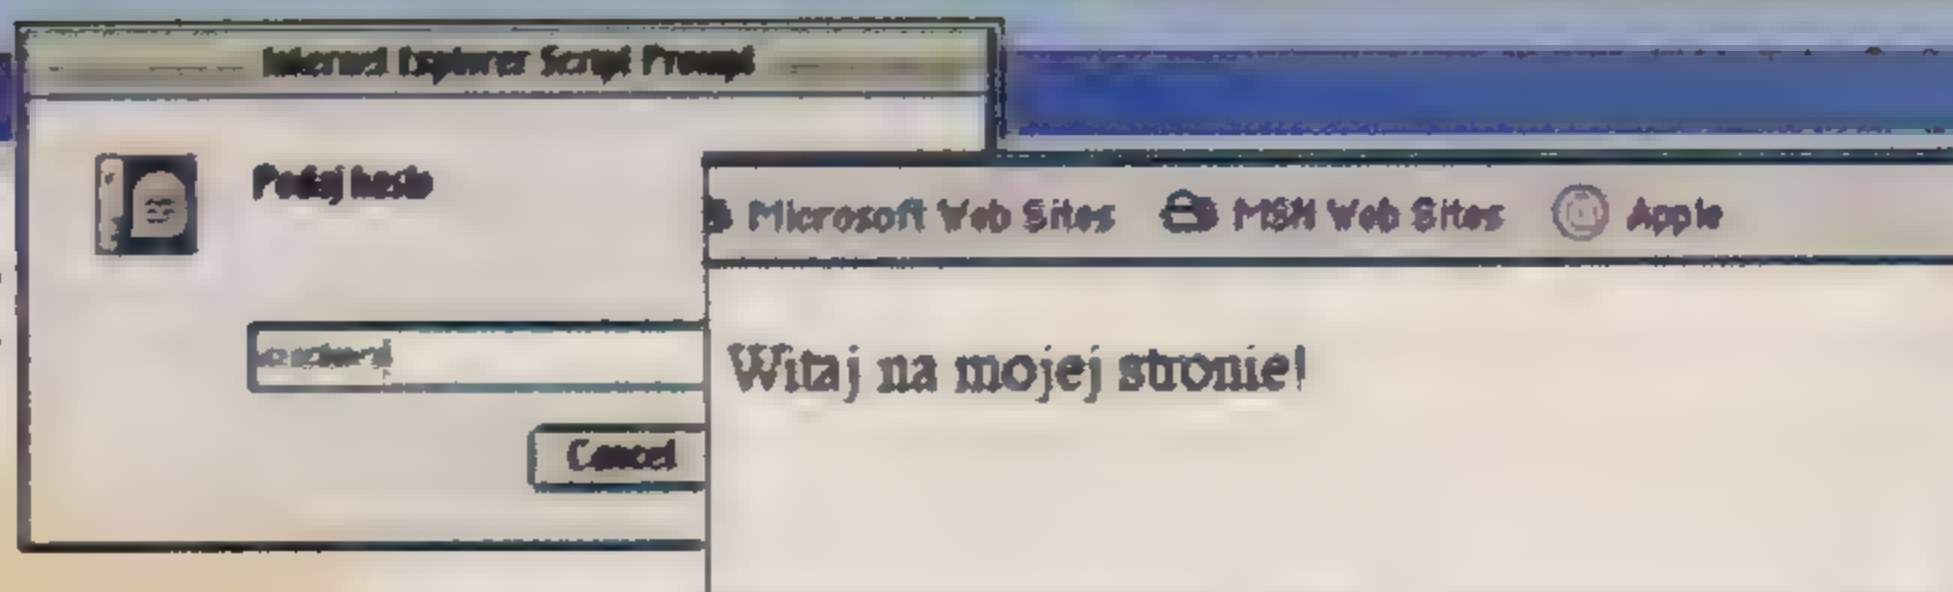 Internet Explorer Script Prompt
Podaj hasło
Microsoft Web Sites MSN Web Sites Apple
Witaj na mojej stronie!
Cancel